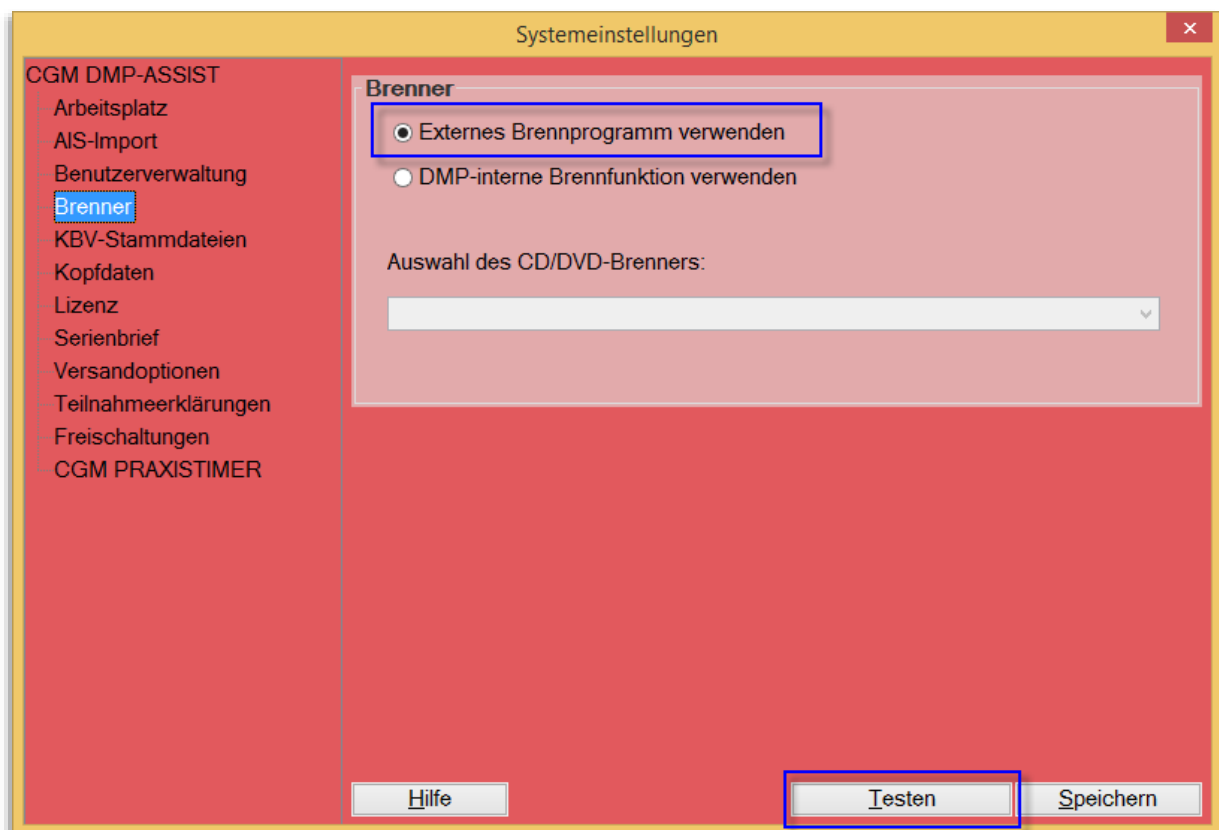 Systemeinstellungen
CGM DMP-ASSIST
Arbeitsplatz
AIS-Import
Benutzerverwaltung
Brenner
KBV-Stammdateien
Kopfdaten
Lizenz
Serienbrief
Versandoptionen
Teilnahmeerklärungen
Freischaltungen
CGM PRAXISTIMER
Brenner
Externes Brennprogramm verwenden
DMP-interne Brennfunktion verwenden
Auswahl des CD/DVD-Brenners:
Hilfe Testen Speichern